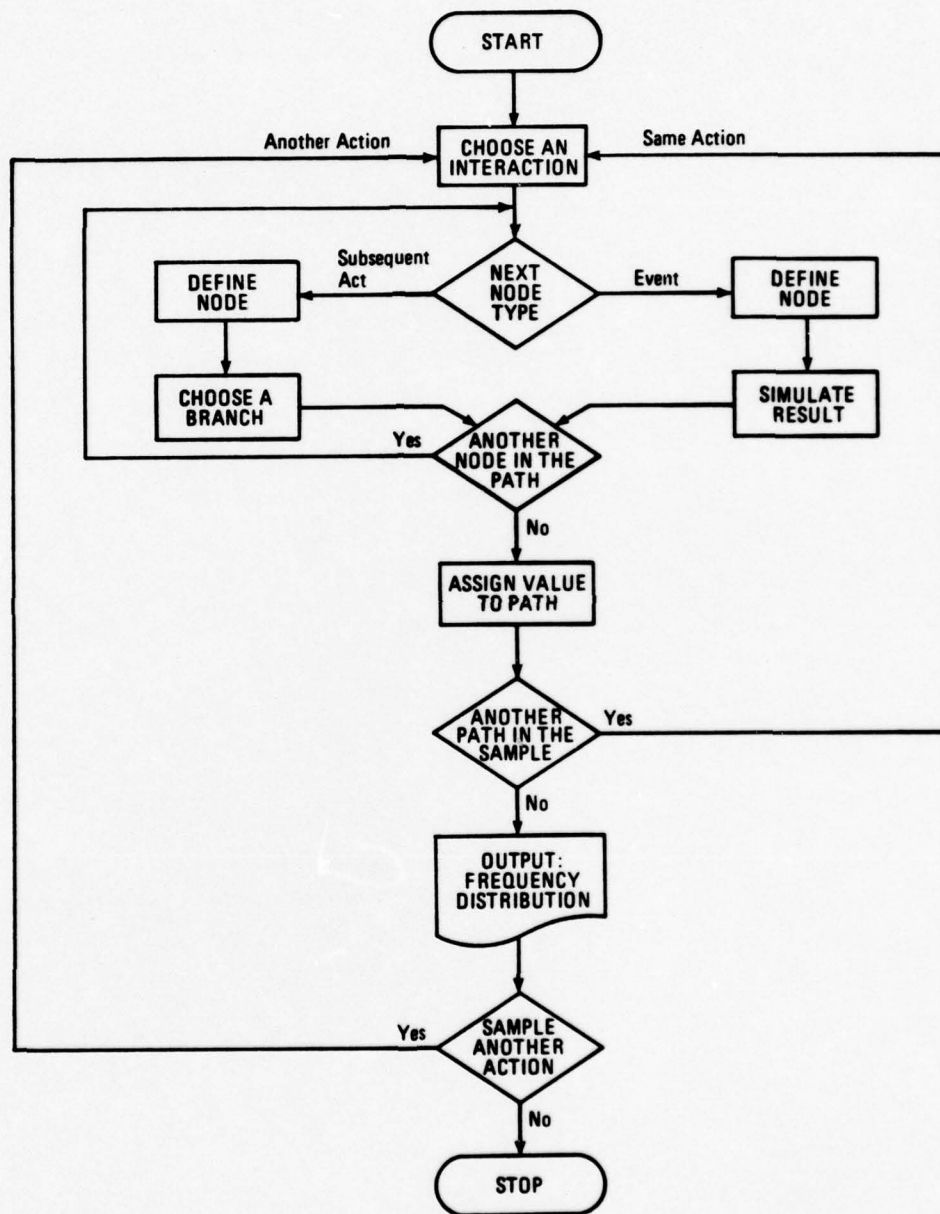 START
Another Action
CHOOSE AN
INTERACTION
Same Action
Subsequent
Act
NEXT
NODE
TYPE
Event
DEFINE
NODE
DEFINE
NODE
CHOOSE A
BRANCH
SIMULATE
RESULT
Yes
ANOTHER
NODE IN THE
PATH
No
ASSIGN VALUE
TO PATH
ANOTHER
PATH IN THE
SAMPLE
Yes
No
OUTPUT:
FREQUENCY
DISTRIBUTION
Yes
SAMPLE
ANOTHER
ACTION
No
STOP